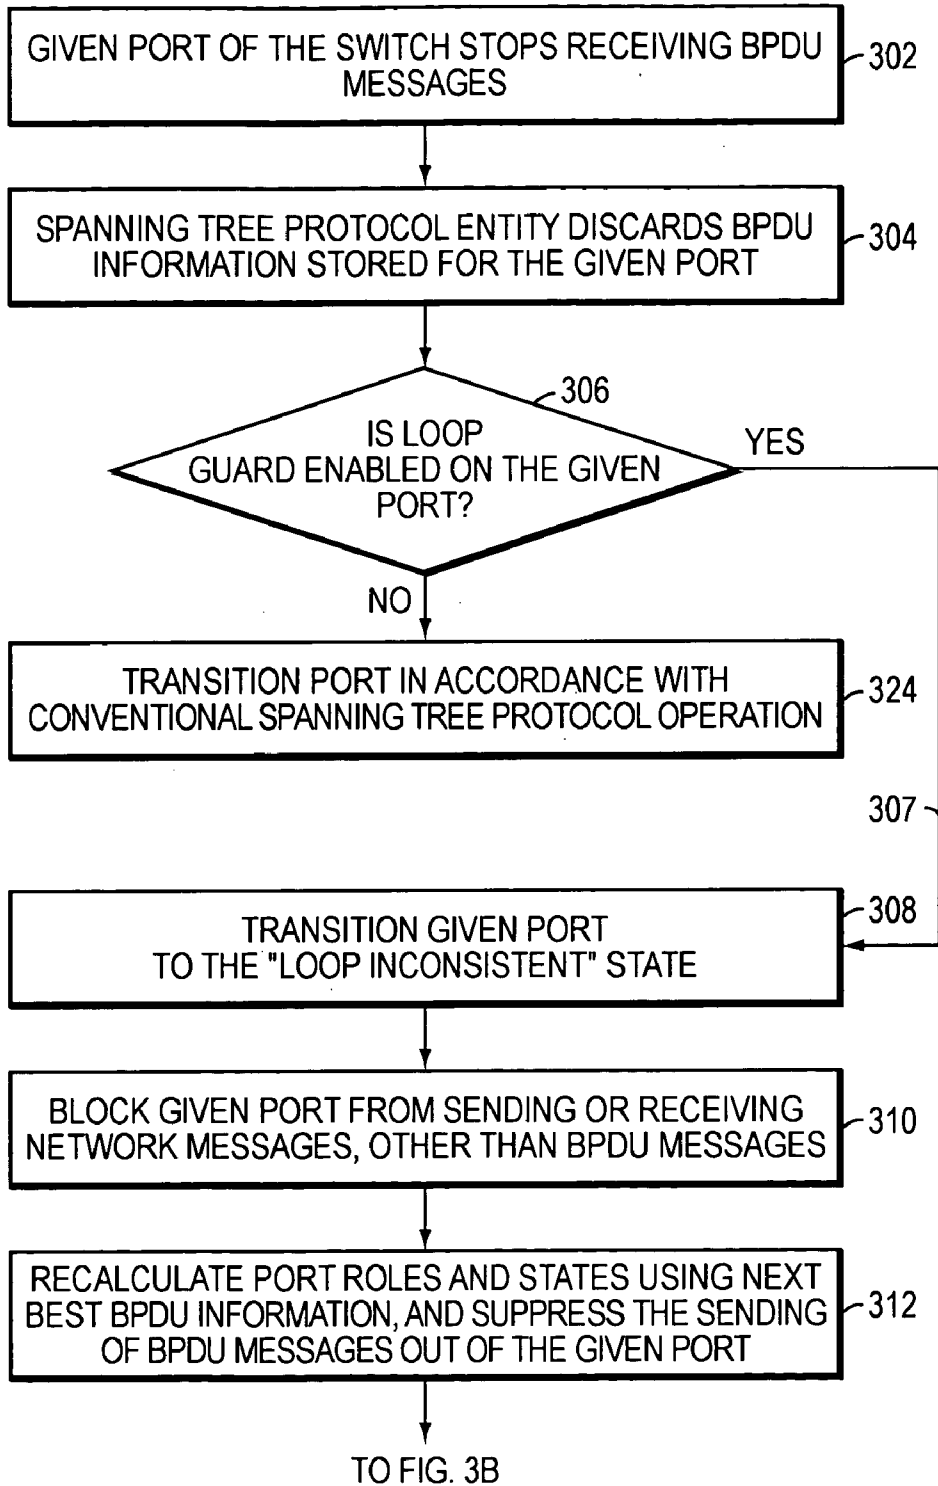 GIVEN PORT OF THE SWITCH STOPS RECEIVING BPDU
MESSAGES
302
SPANNING TREE PROTOCOL ENTITY DISCARDS BPDU
INFORMATION STORED FOR THE GIVEN PORT
304
306
IS LOOP
GUARD ENABLED ON THE GIVEN
PORT?
YES
NO
TRANSITION PORT IN ACCORDANCE WITH
CONVENTIONAL SPANNING TREE PROTOCOL OPERATION
324
307
TRANSITION GIVEN PORT
TO THE "LOOP INCONSISTENT" STATE
308
BLOCK GIVEN PORT FROM SENDING OR RECEIVING
NETWORK MESSAGES, OTHER THAN BPDU MESSAGES
310
RECALCULATE PORT ROLES AND STATES USING NEXT
BEST BPDU INFORMATION, AND SUPPRESS THE SENDING
OF BPDU MESSAGES OUT OF THE GIVEN PORT
312
TO FIG. 3B